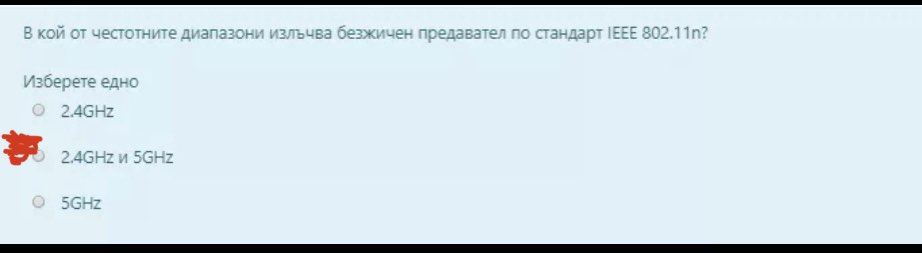 В кой от честотните диапазони излъчва безжичен предавател по стандарт IEEE 802.11n?
Изберете едно
2.4GHz
2.4GHz и 5GHz
5GHz